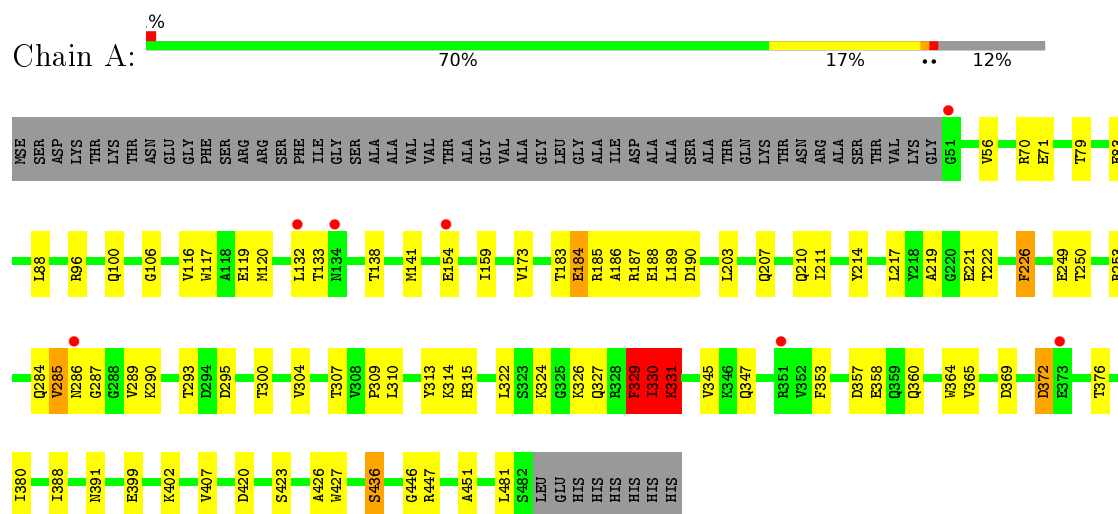 %
Chain A:
70% 17% •• 12%
MSE SER ASP LYS THR LYS THR ASN GLU GLY PHE SER ARG ARG SER PHE ILE GLY SER ALA ALA VAL VAL THR ALA GLY VAL ALA GLY LEU GLY ALA ILE ASP ALA ALA SER ALA THR GLN LYS THR ASN ARG ALA SER THR VAL LYS GLY G51 V56 R70 E71 T79
L88 R96 Q100 G106 V116 W117 A118 E119 M120 L132 T133 N134 T138 M141 E154 I159 V173 T183 E184 R185 A186 R187 E188 L189 D190 L203 Q207 Q210 I211 Y214 L217 Y218 A219 G220 E221 T222 F226 E249 T250
Q284 V285 N286 G287 G288 V289 K290 T293 D294 D295 T300 V304 T307 V308 P309 L310 Y313 K314 H315 L322 S323 K324 G325 K326 Q327 R328 F329 I330 K331 V345 K346 Q347 R351 V352 F353 D357 E358 Q359 Q360 W364 V365 D369 D372 E373 T376
I380 I388 N391 E399 K402 V407 D420 S423 A426 W427 S436 G446 R447 A451 L481 S482 LEU GLU HIS HIS HIS HIS HIS HIS